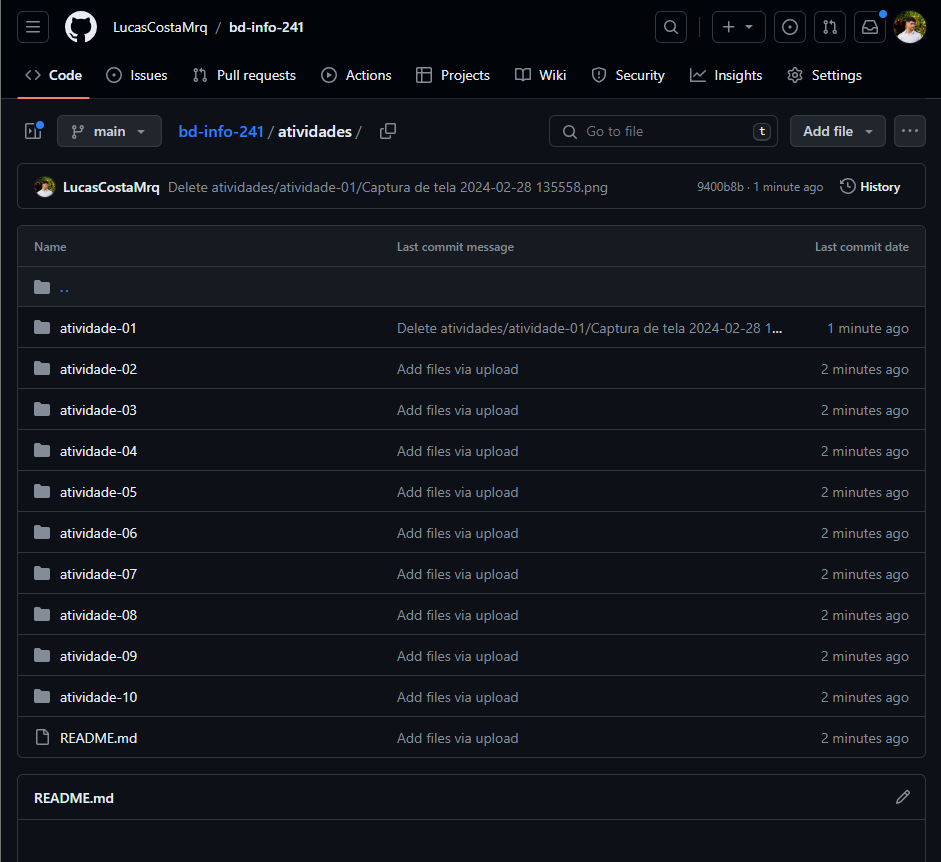 LucasCostaMrq / bd-info-241
Code Issues Pull requests Actions Projects Wiki Security Insights Settings
main bd-info-241 / atividades / Go to file t Add file
LucasCostaMrq Delete atividades/atividade-01/Captura de tela 2024-02-28 135558.png 9400b8b · 1 minute ago History
Name Last commit message Last commit date
..
atividade-01 Delete atividades/atividade-01/Captura de tela 2024-02-28 1... 1 minute ago
atividade-02 Add files via upload 2 minutes ago
atividade-03 Add files via upload 2 minutes ago
atividade-04 Add files via upload 2 minutes ago
atividade-05 Add files via upload 2 minutes ago
atividade-06 Add files via upload 2 minutes ago
atividade-07 Add files via upload 2 minutes ago
atividade-08 Add files via upload 2 minutes ago
atividade-09 Add files via upload 2 minutes ago
atividade-10 Add files via upload 2 minutes ago
README.md Add files via upload 2 minutes ago
README.md